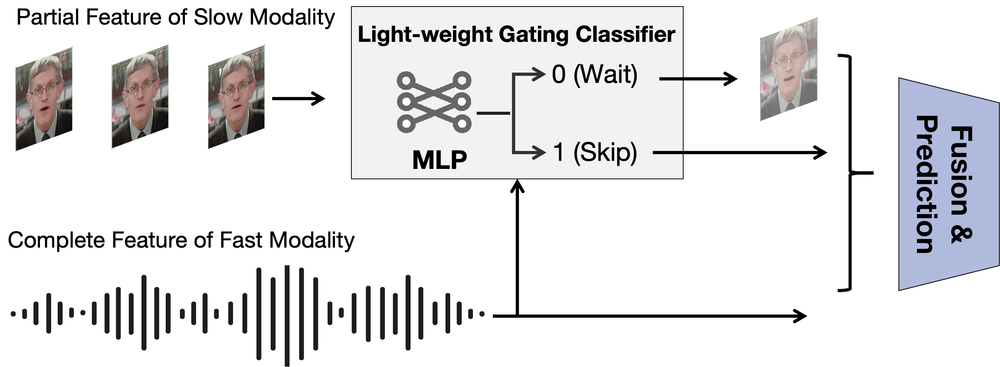 Partial Feature of Slow Modality
Light-weight Gating Classifier
0 (Wait)
1 (Skip)
MLP
Complete Feature of Fast Modality
Fusion &
Prediction